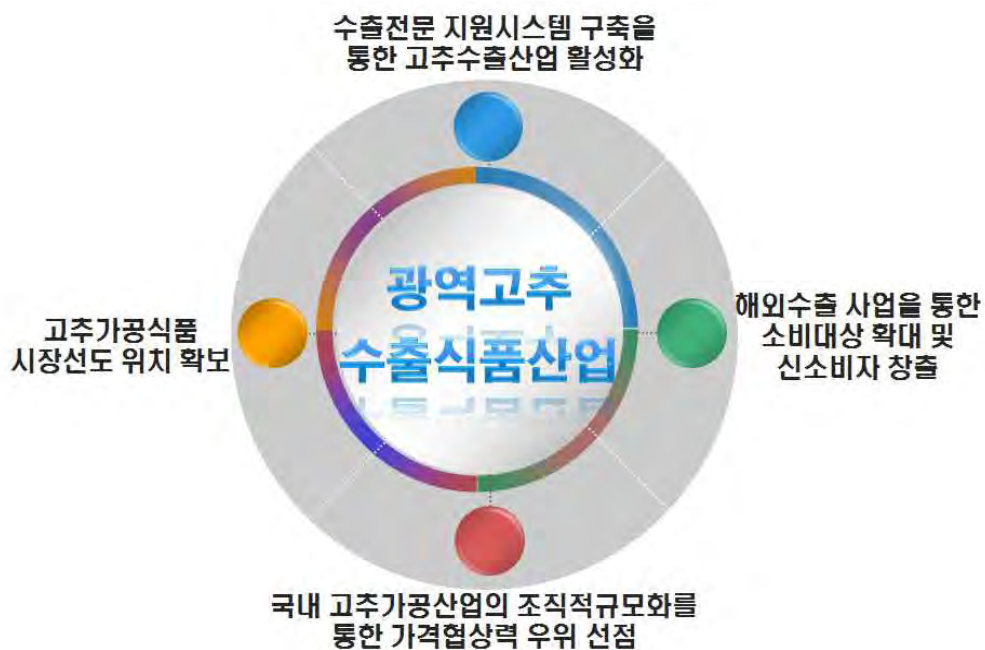 수출전문 지원시스템 구축을
통한 고추수출산업 활성화
광역고추
수출식품산업
고추가공식품
시장선도 위치 확보
해외수출 사업을 통한
소비대상 확대 및
신소비자 창출
국내 고추가공산업의 조직적규모화를
통한 가격협상력 우위 선점